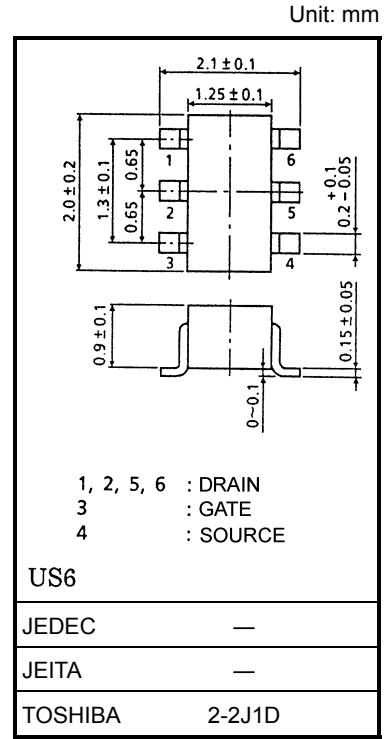 Unit: mm
2.1±0.1
1.25±0.1
2.0±0.2
1.3±0.1
0.65
0.65
1
2
3
6
5
4
+0.1
0.2−0.05
0.9±0.1
0~0.1
0.15±0.05
1, 2, 5, 6 : DRAIN
3 : GATE
4 : SOURCE
US6
JEDEC —
JEITA —
TOSHIBA 2-2J1D